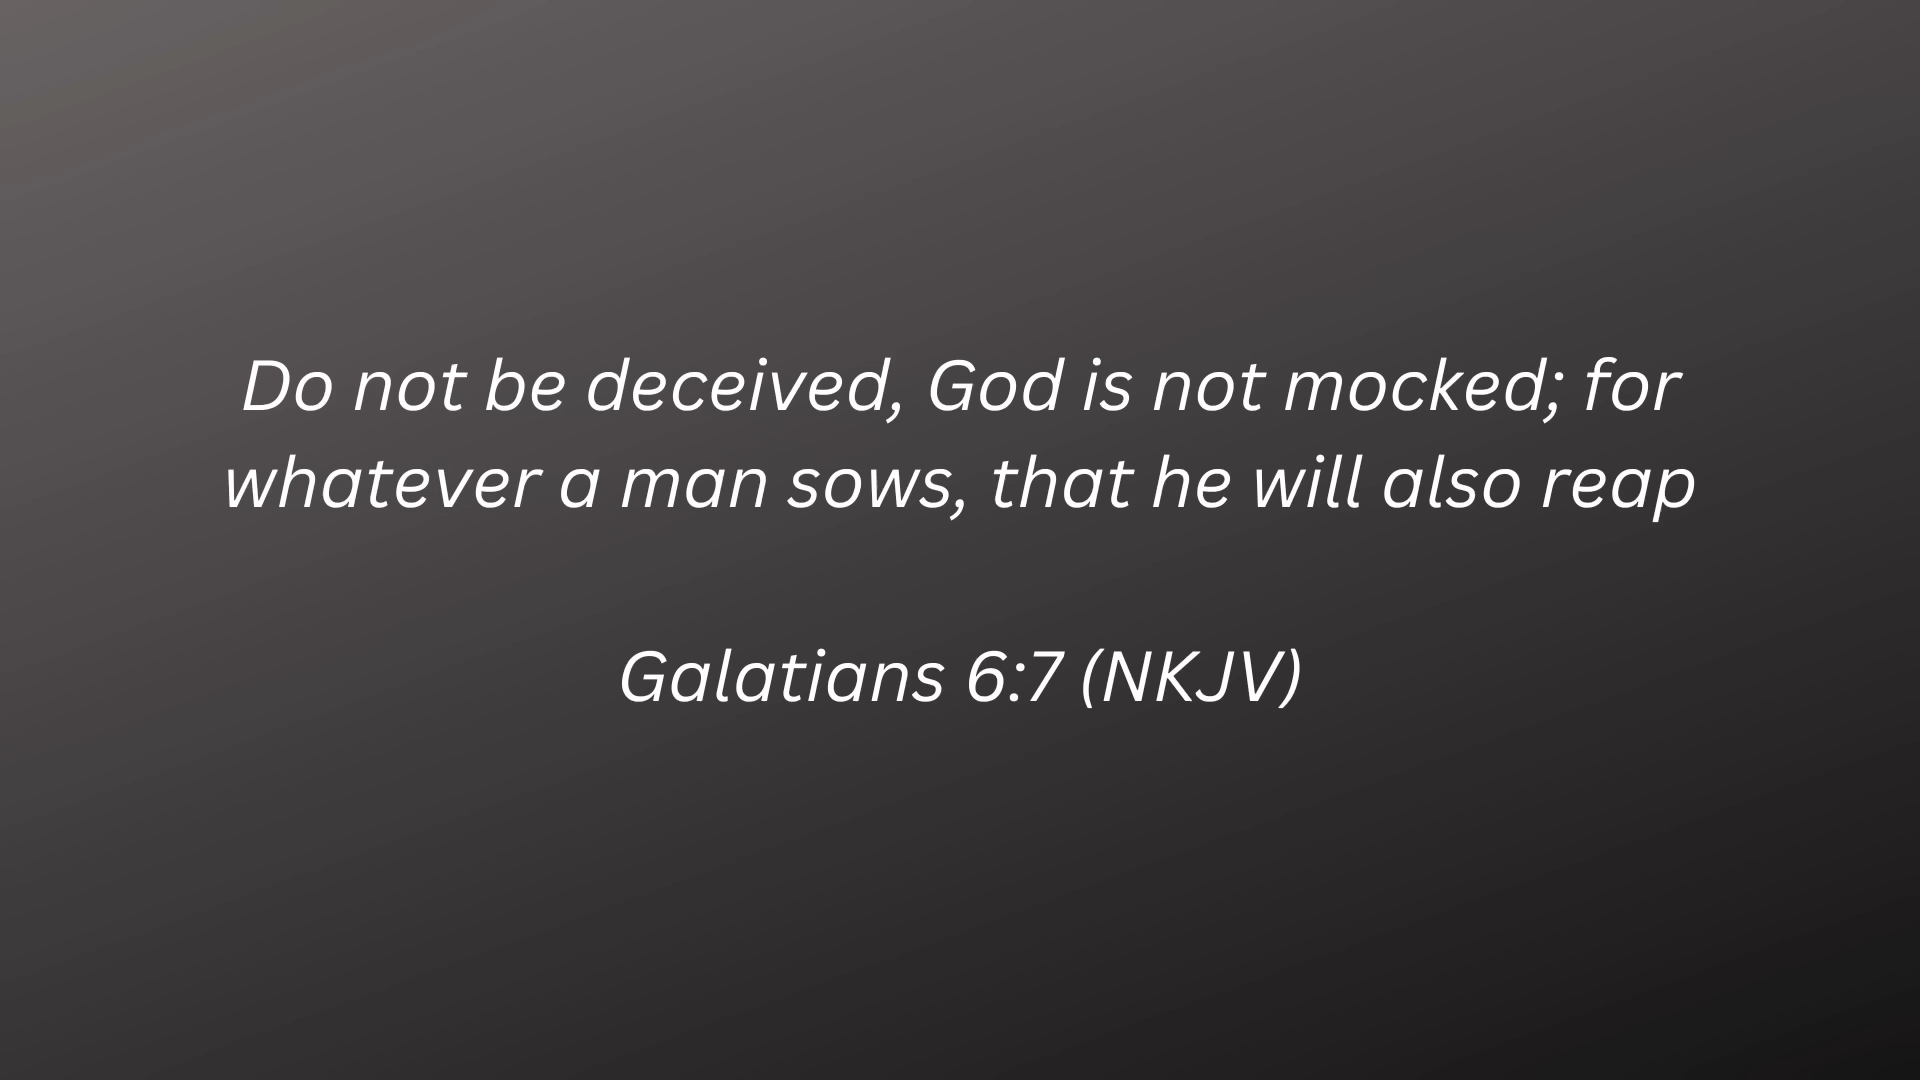 Do not be deceived, God is not mocked; for
whatever a man sows, that he will also reap
Galatians 6:7 (NKJV)